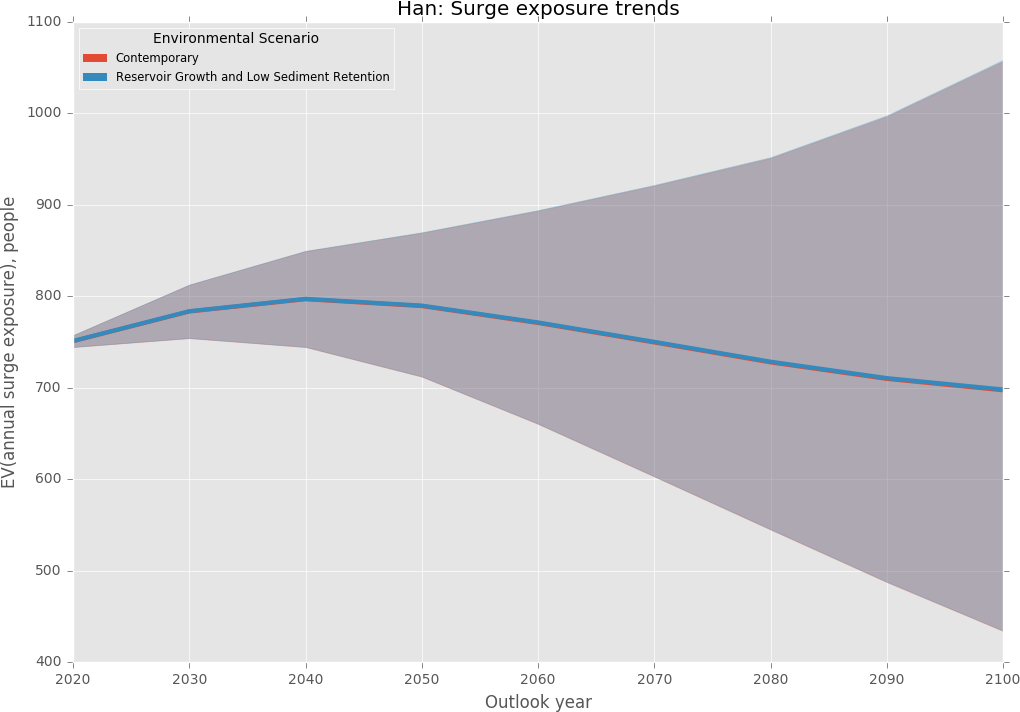 Han: Surge exposure trends
Environmental Scenario
Contemporary
Reservoir Growth and Low Sediment Retention
EV(annual surge exposure), people
1100
1000
900
800
700
600
500
400
2020 2030 2040 2050 2060 2070 2080 2090 2100
Outlook year